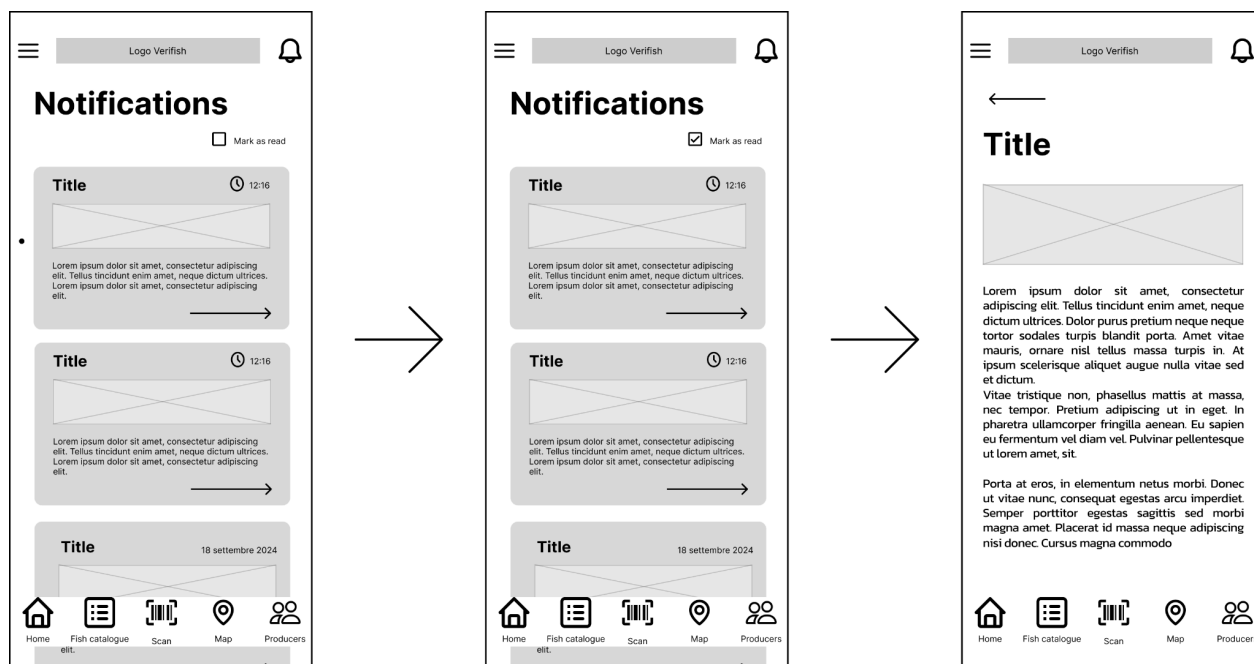 Logo Verifish
Notifications
Mark as read
Title
12:16
Lorem ipsum dolor sit amet, consectetur adipiscing
elit. Tellus tincidunt enim amet, neque dictum ultrices.
Lorem ipsum dolor sit amet, consectetur adipiscing
elit.
Title
12:16
Lorem ipsum dolor sit amet, consectetur adipiscing
elit. Tellus tincidunt enim amet, neque dictum ultrices.
Lorem ipsum dolor sit amet, consectetur adipiscing
elit.
Title
18 settembre 2024
Home
Fish catalogue
Scan
Map
Producers
elit.
Logo Verifish
Notifications
Mark as read
Title
12:16
Lorem ipsum dolor sit amet, consectetur adipiscing
elit. Tellus tincidunt enim amet, neque dictum ultrices.
Lorem ipsum dolor sit amet, consectetur adipiscing
elit.
Title
12:16
Lorem ipsum dolor sit amet, consectetur adipiscing
elit. Tellus tincidunt enim amet, neque dictum ultrices.
Lorem ipsum dolor sit amet, consectetur adipiscing
elit.
Title
18 settembre 2024
Home
Fish catalogue
Scan
Map
Producers
elit.
Logo Verifish
Title
Lorem ipsum dolor sit amet, consectetur
adipiscing elit. Tellus tincidunt enim amet, neque
dictum ultrices. Dolor purus pretium neque neque
tortor sodales turpis blandit porta. Amet vitae
mauris, ornare nisl tellus massa turpis in. At
ipsum scelerisque aliquet augue nulla vitae sed
et dictum.
Vitae tristique non, phasellus mattis at massa,
nec tempor. Pretium adipiscing ut in eget. In
pharetra ullamcorper fringilla aenean. Eu sapien
eu fermentum vel diam vel. Pulvinar pellentesque
ut lorem amet, sit.
Porta at eros, in elementum netus morbi. Donec
ut vitae nunc, consequat egestas arcu imperdiet.
Semper porttitor egestas sagittis sed morbi
magna amet. Placerat id massa neque adipiscing
nisi donec. Cursus magna commodo
Home
Fish catalogue
Scan
Map
Producer